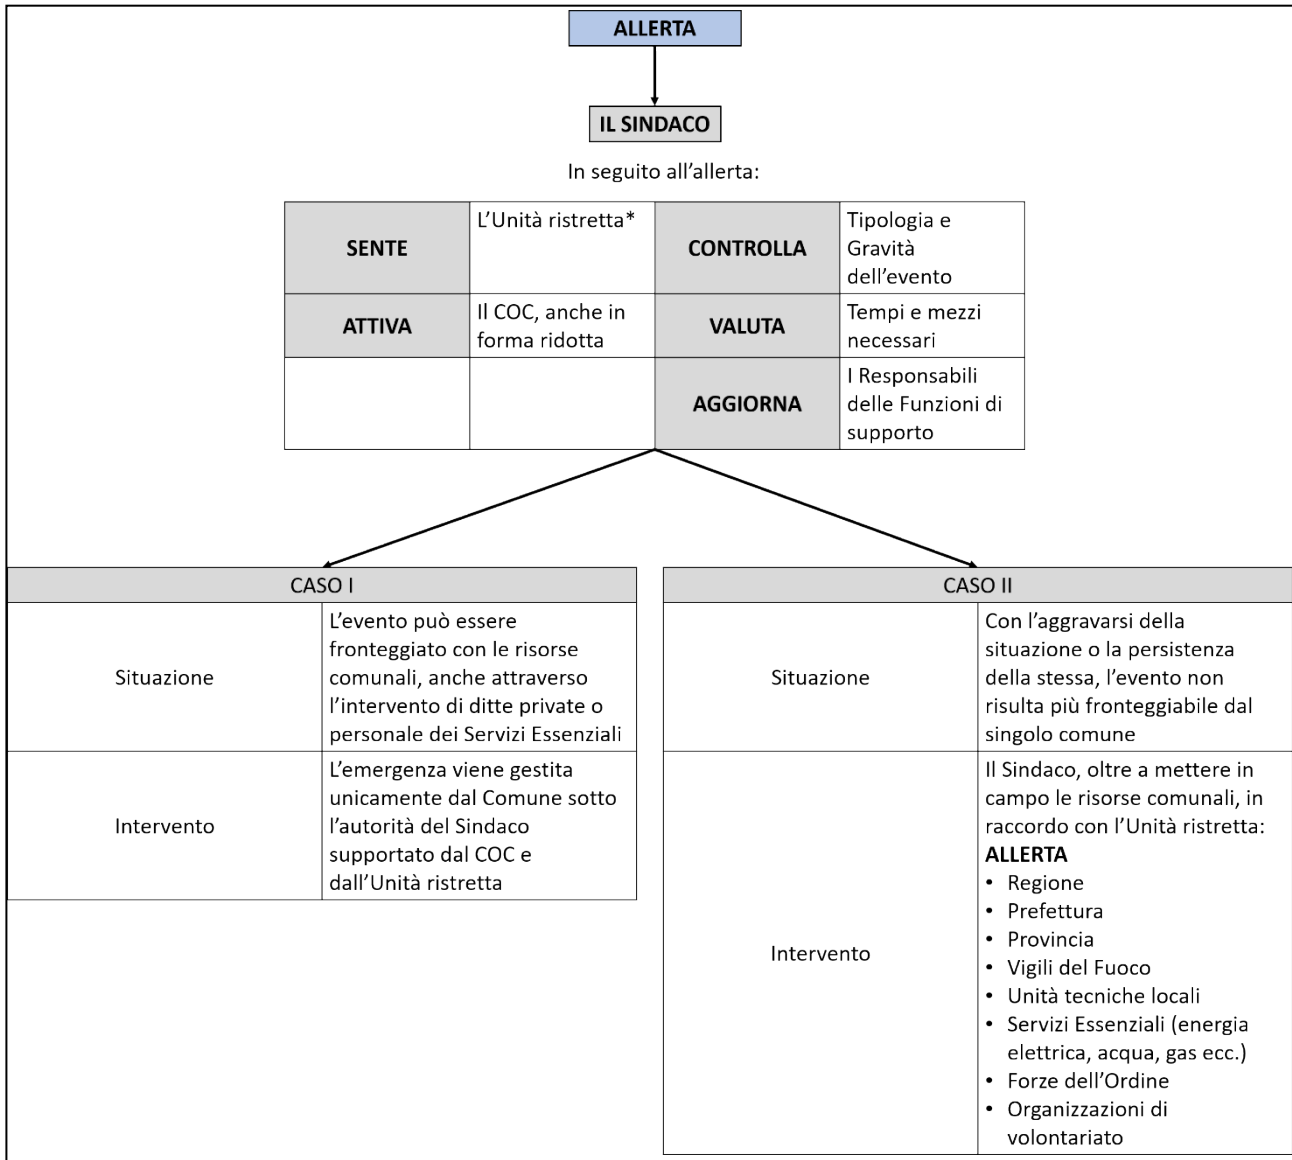 ALLERTA
IL SINDACO
In seguito all'allerta:
SENTE
L'Unità ristretta*
CONTROLLA
Tipologia e
Gravità
dell'evento
ATTIVA
Il COC, anche in
forma ridotta
VALUTA
Tempi e mezzi
necessari
AGGIORNA
I Responsabili
delle Funzioni di
supporto
CASO I
Situazione
L'evento può essere
fronteggiato con le risorse
comunali, anche attraverso
l'intervento di ditte private o
personale dei Servizi Essenziali
Intervento
L'emergenza viene gestita
unicamente dal Comune sotto
l'autorità del Sindaco
supportato dal COC e
dall'Unità ristretta
CASO II
Situazione
Con l'aggravarsi della
situazione o la persistenza
della stessa, l'evento non
risulta più fronteggiabile dal
singolo comune
Intervento
Il Sindaco, oltre a mettere in
campo le risorse comunali, in
raccordo con l'Unità ristretta:
ALLERTA
• Regione
• Prefettura
• Provincia
• Vigili del Fuoco
• Unità tecniche locali
• Servizi Essenziali (energia
elettrica, acqua, gas ecc.)
• Forze dell'Ordine
• Organizzazioni di
volontariato